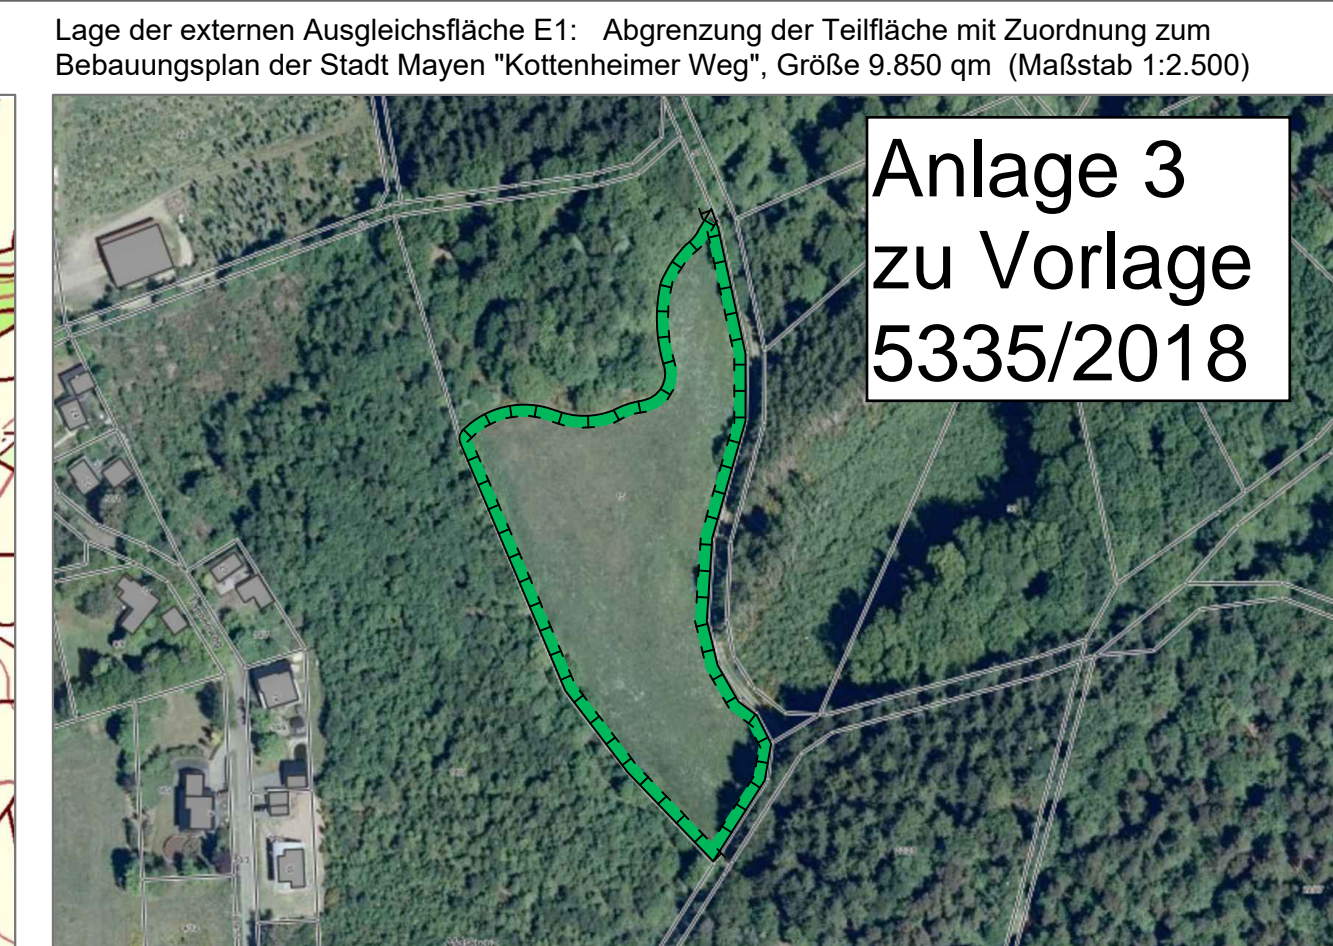 Lage der externen Ausgleichsfläche E1: Abgrenzung der Teilfläche mit Zuordnung zum
Bebauungsplan der Stadt Mayen "Kottenheimer Weg", Größe 9.850 qm (Maßstab 1:2.500)
Anlage 3
zu Vorlage
5335/2018
15